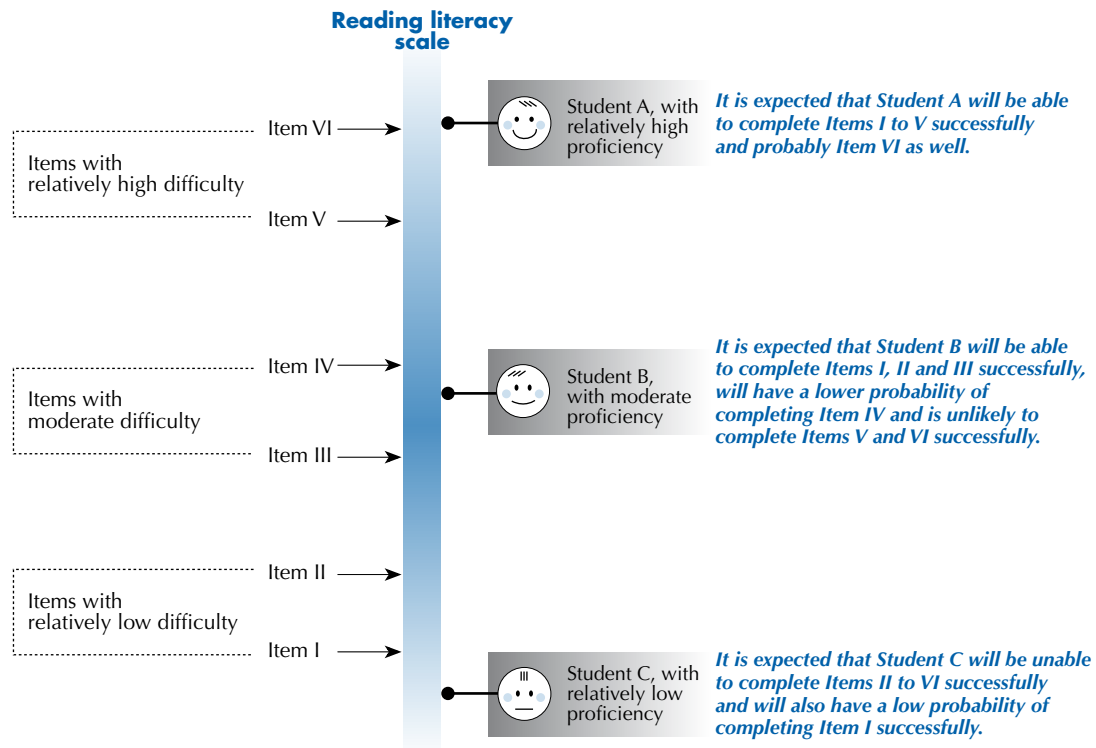 Reading literacy
scale
Item VI
Student A, with
relatively high
proficiency
It is expected that Student A will be able
to complete Items I to V successfully
and probably Item VI as well.
Items with
relatively high difficulty
Item V
Item IV
Student B,
with moderate
proficiency
It is expected that Student B will be able
to complete Items I, II and III successfully,
will have a lower probability of
completing Item IV and is unlikely to
complete Items V and VI successfully.
Items with
moderate difficulty
Item III
Item II
Items with
relatively low difficulty
Item I
Student C, with
relatively low
proficiency
It is expected that Student C will be unable
to complete Items II to VI successfully
and will also have a low probability of
completing Item I successfully.